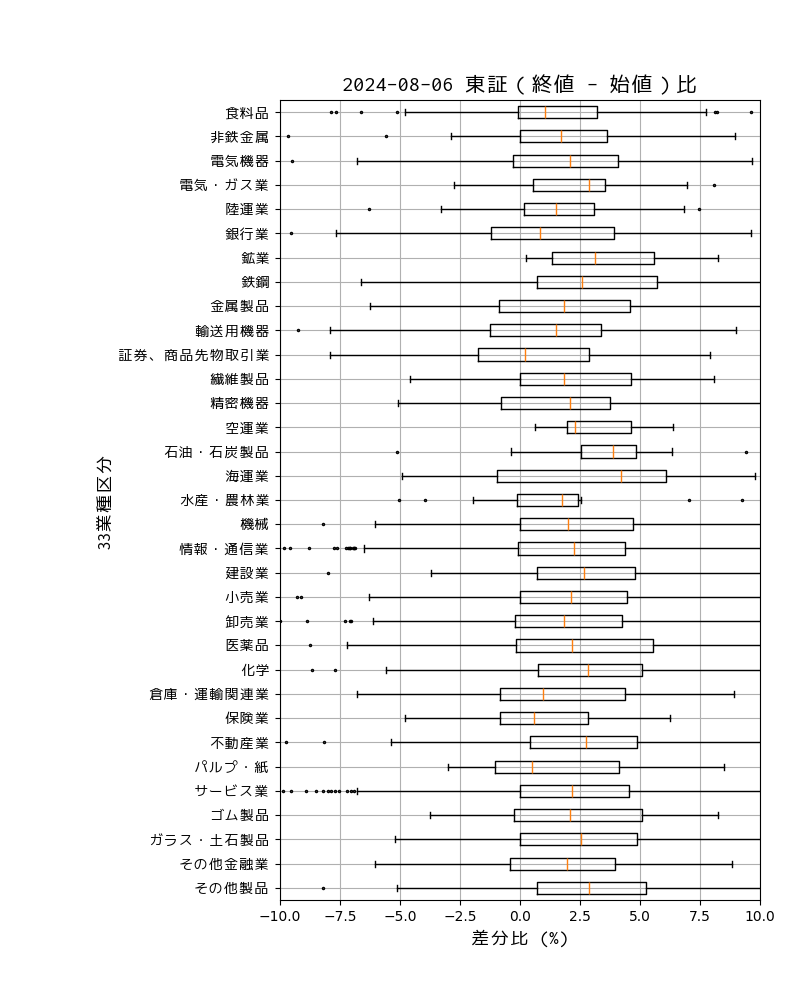 2024-08-06 東証 ( 終値 - 始値 ) 比
食料品
非鉄金属
電気機器
電気・ガス業
陸運業
銀行業
鉱業
鉄鋼
金属製品
輸送用機器
証券、商品先物取引業
繊維製品
精密機器
空運業
石油・石炭製品
海運業
水産・農林業
機械
情報・通信業
建設業
小売業
卸売業
医薬品
化学
倉庫・運輸関連業
保険業
不動産業
パルプ・紙
サービス業
ゴム製品
ガラス・土石製品
その他金融業
その他製品
33業種区分
−10.0 −7.5 −5.0 −2.5 0.0 2.5 5.0 7.5 10.0
差分比 (%)